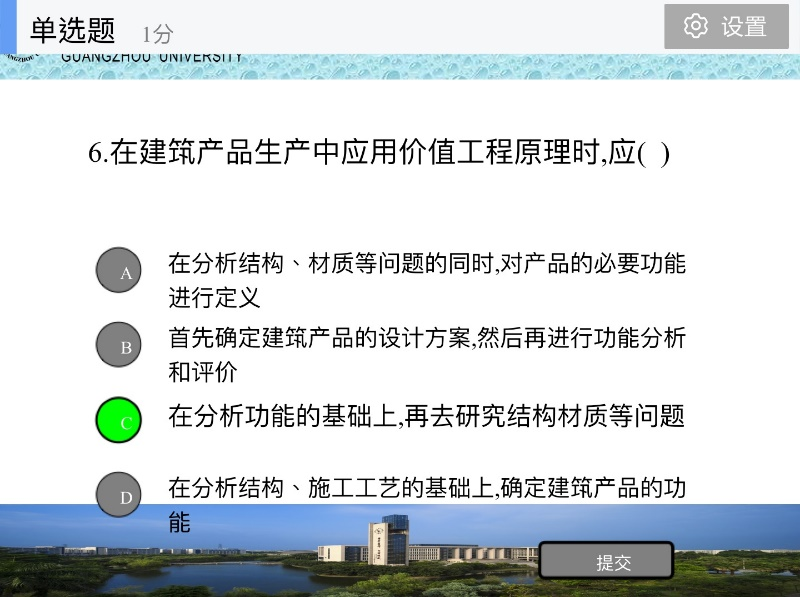 单选题 1分
设置
GUANGZHOU UNIVERSITY
6.在建筑产品生产中应用价值工程原理时,应( )
A 在分析结构、材质等问题的同时,对产品的必要功能
进行定义
B 首先确定建筑产品的设计方案,然后再进行功能分析
和评价
C 在分析功能的基础上,再去研究结构材质等问题
D 在分析结构、施工工艺的基础上,确定建筑产品的功
能
提交